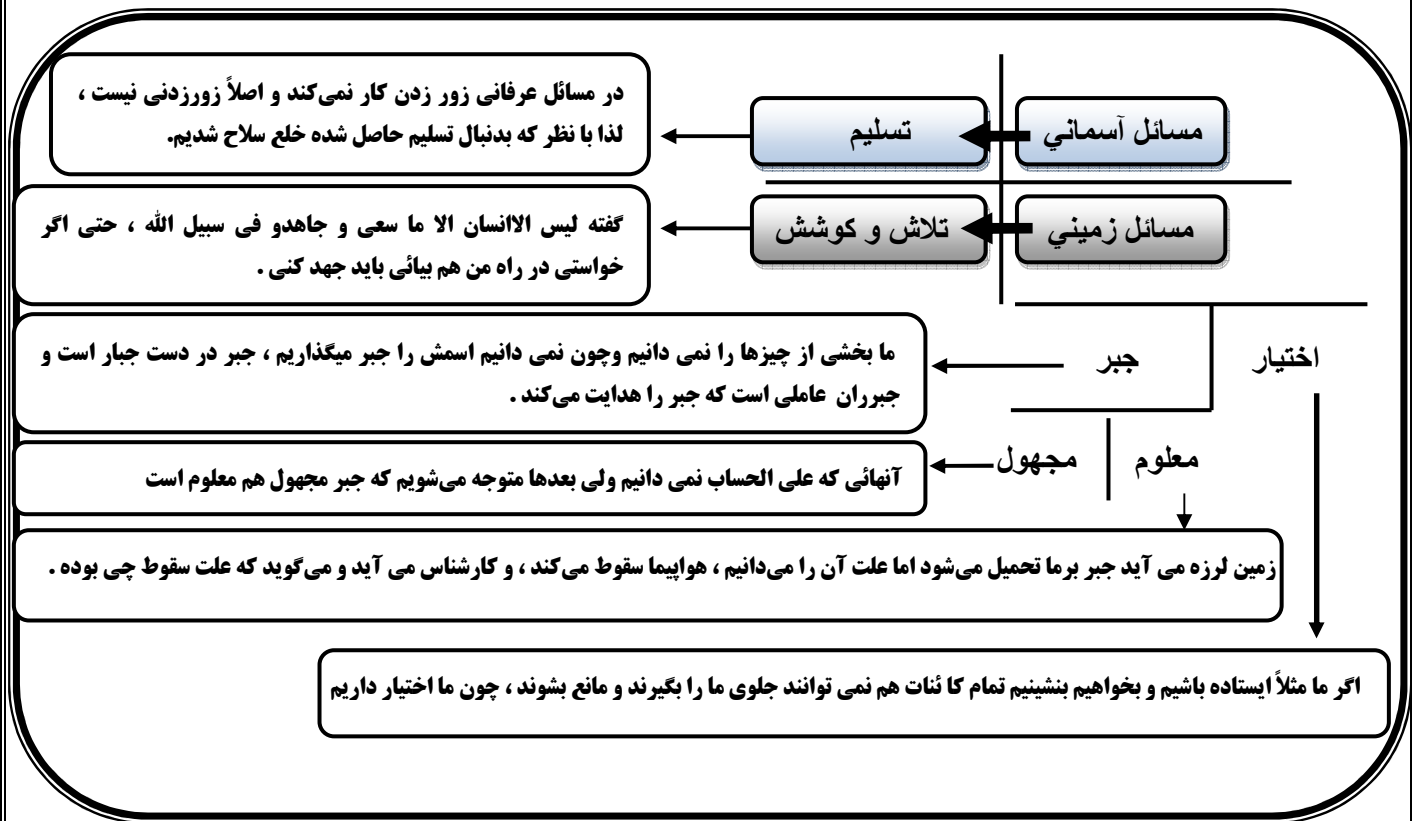 مسائل آسماني
تسليم
در مسائل عرفانی زور زدن کار نمی‌کند و اصلاً زورزدنی نیست ،
لذا با نظر که بدنبال تسلیم حاصل شده خلع سلاح شدیم.
مسائل زميني
تلاش و كوشش
گفته لیس الاانسان الا ما سعی و جاهدو فی سبیل الله ، حتی اگر
خواستی در راه من هم بیائی باید جهد کنی .
اختيار
جبر
ما بخشی از چیزها را نمی دانیم وچون نمی دانیم اسمش را جبر میگذاریم ، جبر در دست جبار است و
جبرران عاملی است که جبر را هدایت می‌کند .
معلوم
مجهول
آنهائی که علی الحساب نمی دانیم ولی بعدها متوجه می‌شویم که جبر مجهول هم معلوم است
زمین لرزه می آید جبر برما تحمیل می‌شود اما علت آن را می‌دانیم ، هواپیما سقوط می‌کند ، و کارشناس می آید و می‌گوید که علت سقوط چی بوده .
اگر ما مثلاً ایستاده باشیم و بخواهیم بنشینیم تمام کا ئنات هم نمی توانند جلوی ما را بگیرند و مانع بشوند ، چون ما اختیار داریم